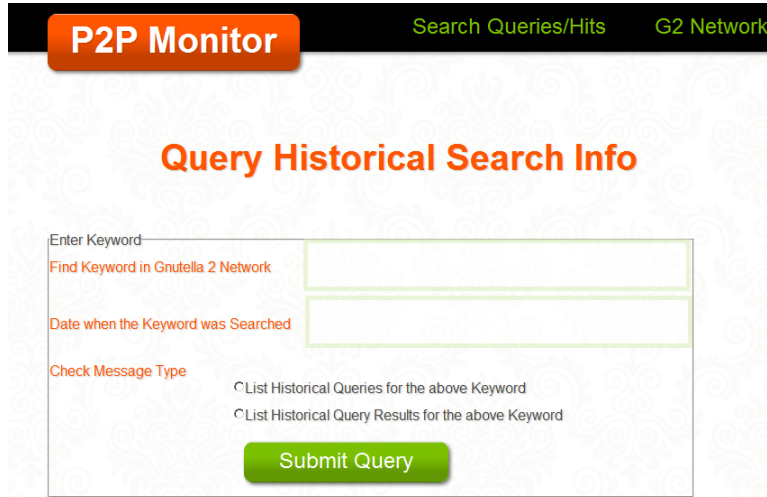 P2P Monitor
Search Queries/Hits
G2 Network
Query Historical Search Info
Enter Keyword
Find Keyword in Gnutella 2 Network
Date when the Keyword was Searched
Check Message Type
List Historical Queries for the above Keyword
List Historical Query Results for the above Keyword
Submit Query